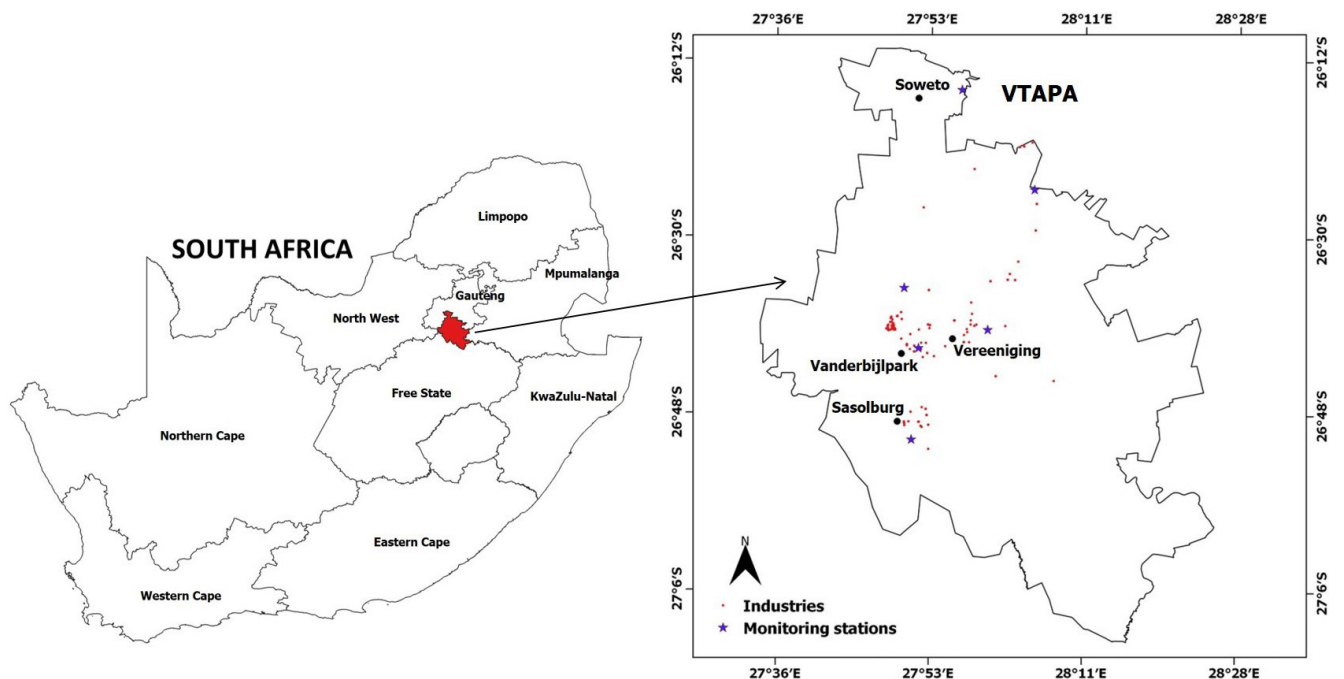 SOUTH AFRICA
Limpopo
Mpumalanga
Gauteng
North West
Free State
KwaZulu-Natal
Northern Cape
Eastern Cape
Western Cape
27°36'S
27°53'S
28°11'S
28°28'S
26°12'S
26°12'S
Soweto
VTAPA
26°30'S
26°30'S
Vereeniging
Vanderbijlpark
Sasolburg
26°48'S
26°48'S
N
27°6'S
27°6'S
Industries
Monitoring stations
27°36'S
27°53'S
28°11'S
28°28'S